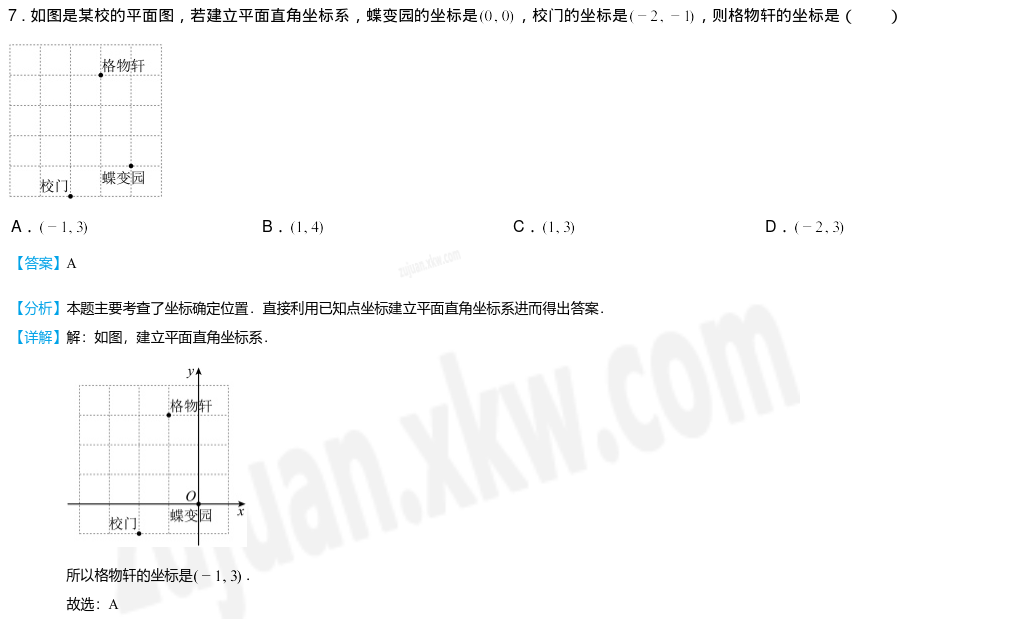 7．如图是某校的平面图，若建立平面直角坐标系，蝶变园的坐标是(0, 0)，校门的坐标是(−2, −1)，则格物轩的坐标是（　　）
格物轩
蝶变园
校门
A．(−1, 3)　B．(1, 4)　C．(1, 3)　D．(−2, 3)
【答案】A
zujuan.xkw.com
【分析】本题主要考查了坐标确定位置．直接利用已知点坐标建立平面直角坐标系进而得出答案．
【详解】解：如图，建立平面直角坐标系．
y
格物轩
O
x
蝶变园
校门
zujuan.xkw.com
所以格物轩的坐标是(−1, 3)．
故选：A